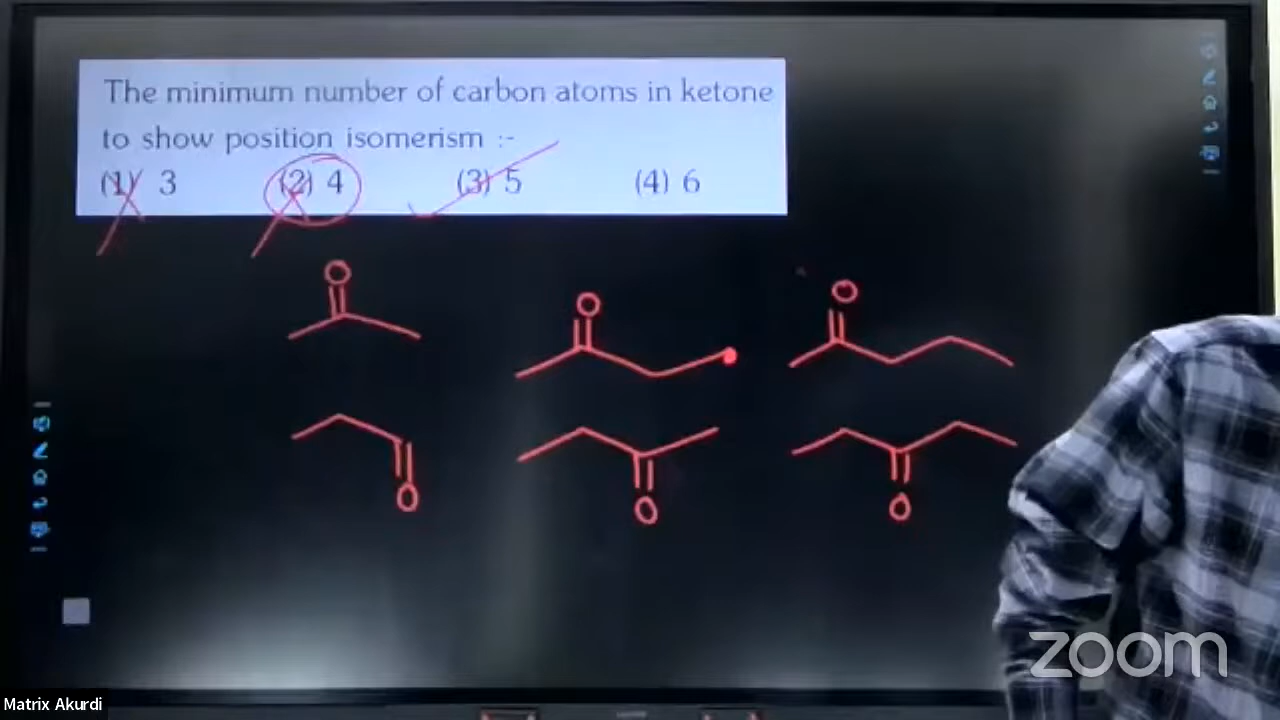 The minimum number of carbon atoms in ketone
to show position isomerism :-
(1) 3 (2) 4 (3) 5 (4) 6
O O O
O O O
zoom
Matrix Akurdi